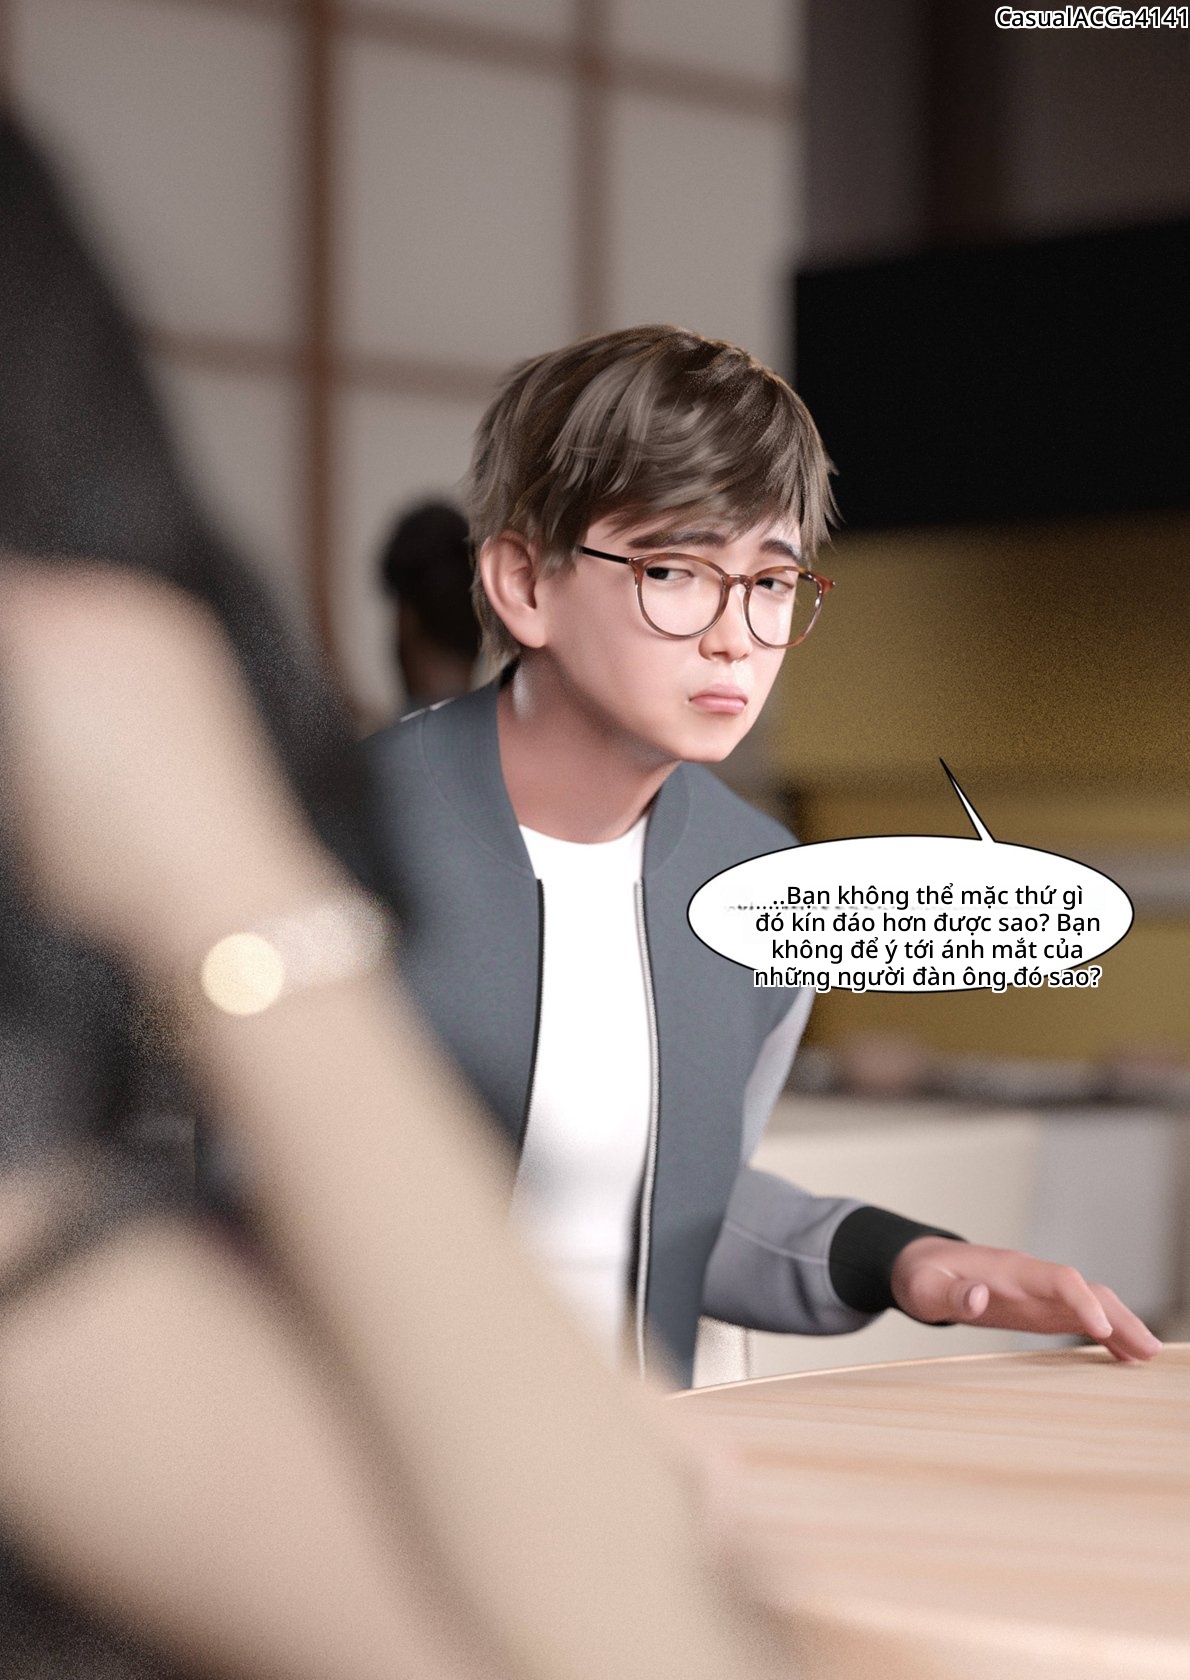 CasualACGa4141
..Bạn không thể mặc thứ gì
đó kín đáo hơn được sao? Bạn
không để ý tới ánh mắt của
những người đàn ông đó sao?